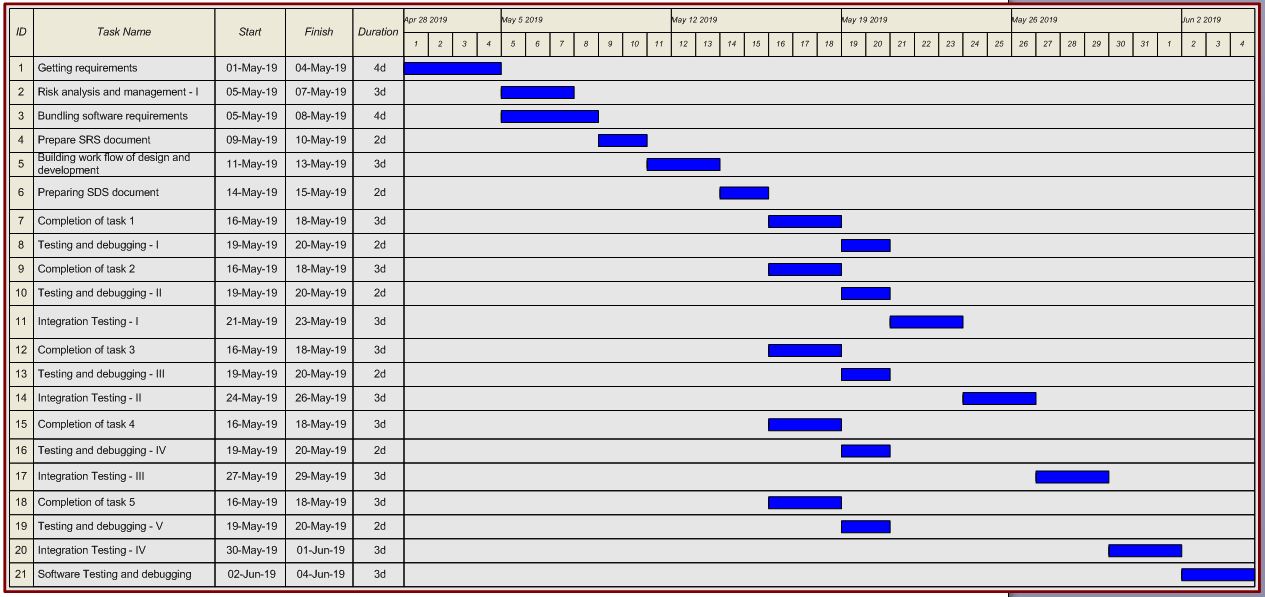 ID Task Name Start Finish Duration Apr 28 2019 May 5 2019 May 12 2019 May 19 2019 May 26 2019 Jun 2 2019
1 2 3 4 5 6 7 8 9 10 11 12 13 14 15 16 17 18 19 20 21 22 23 24 25 26 27 28 29 30 31 1 2 3 4
1 Getting requirements 01-May-19 04-May-19 4d
2 Risk analysis and management - I 05-May-19 07-May-19 3d
3 Bundling software requirements 05-May-19 08-May-19 4d
4 Prepare SRS document 09-May-19 10-May-19 2d
5 Building work flow of design and
development 11-May-19 13-May-19 3d
6 Preparing SDS document 14-May-19 15-May-19 2d
7 Completion of task 1 16-May-19 18-May-19 3d
8 Testing and debugging - I 19-May-19 20-May-19 2d
9 Completion of task 2 16-May-19 18-May-19 3d
10 Testing and debugging - II 19-May-19 20-May-19 2d
11 Integration Testing - I 21-May-19 23-May-19 3d
12 Completion of task 3 16-May-19 18-May-19 3d
13 Testing and debugging - III 19-May-19 20-May-19 2d
14 Integration Testing - II 24-May-19 26-May-19 3d
15 Completion of task 4 16-May-19 18-May-19 3d
16 Testing and debugging - IV 19-May-19 20-May-19 2d
17 Integration Testing - III 27-May-19 29-May-19 3d
18 Completion of task 5 16-May-19 18-May-19 3d
19 Testing and debugging - V 19-May-19 20-May-19 2d
20 Integration Testing - IV 30-May-19 01-Jun-19 3d
21 Software Testing and debugging 02-Jun-19 04-Jun-19 3d